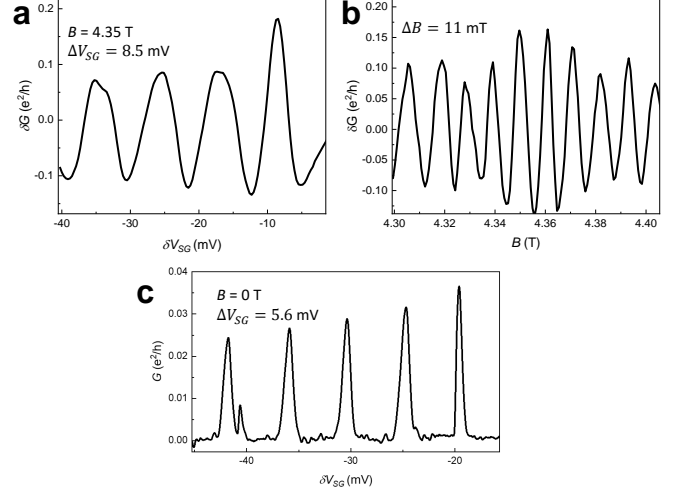 a
B = 4.35 T
ΔV_SG = 8.5 mV
0.2
0.1
0.0
-0.1
δG (e²/h)
-40 -30 -20 -10
δV_SG (mV)
b
ΔB = 11 mT
0.20
0.15
0.10
0.05
0.00
-0.05
-0.10
δG (e²/h)
4.30 4.32 4.34 4.36 4.38 4.40
B (T)
c
B = 0 T
ΔV_SG = 5.6 mV
0.04
0.03
0.02
0.01
0.00
G (e²/h)
-40 -30 -20
δV_SG (mV)